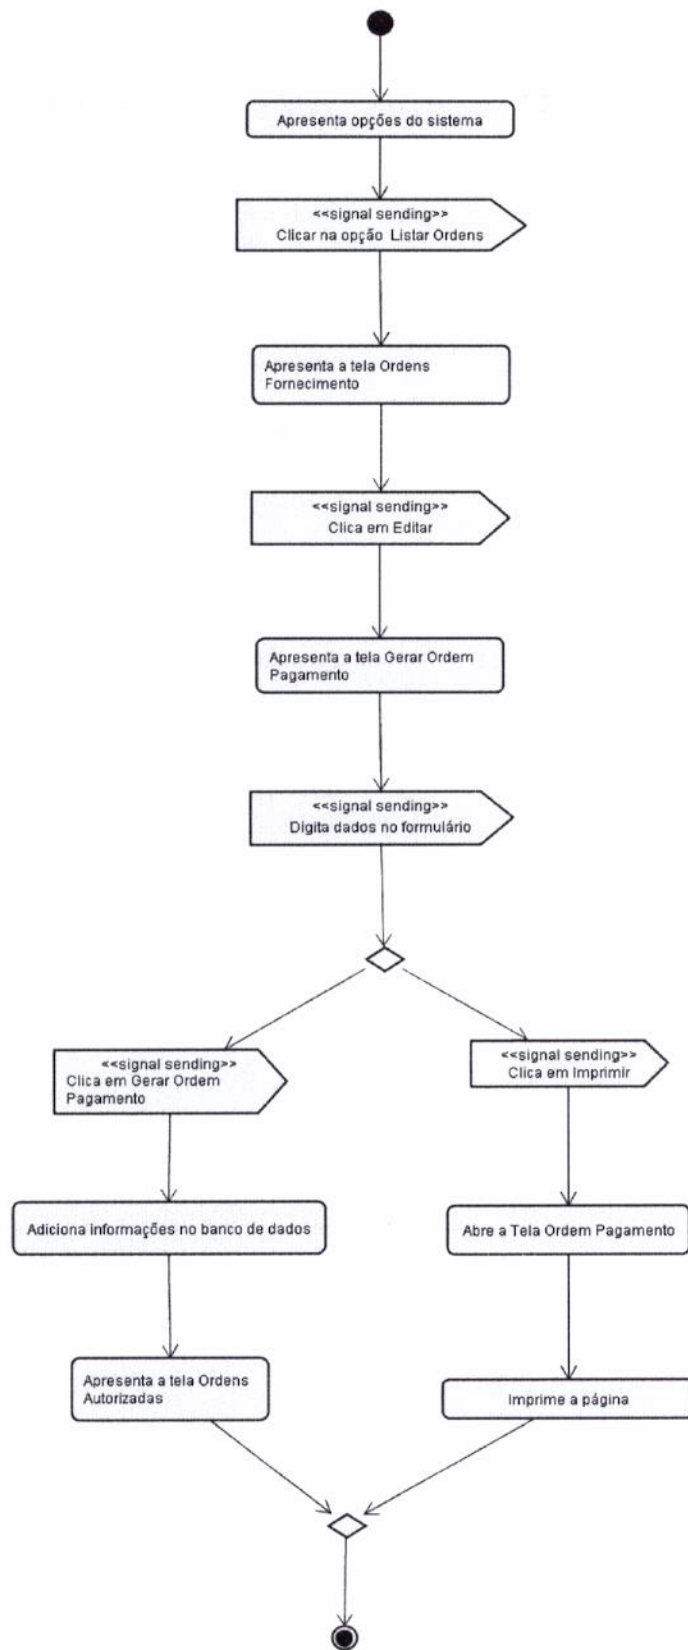 Apresenta opções do sistema
<<signal sending>>
Clicar na opção Listar Ordens
Apresenta a tela Ordens
Fornecimento
<<signal sending>>
Clica em Editar
Apresenta a tela Gerar Ordem
Pagamento
<<signal sending>>
Digita dados no formulário
<<signal sending>>
Clica em Gerar Ordem
Pagamento
<<signal sending>>
Clica em Imprimir
Adiciona informações no banco de dados
Abre a Tela Ordem Pagamento
Apresenta a tela Ordens
Autorizadas
Imprime a página